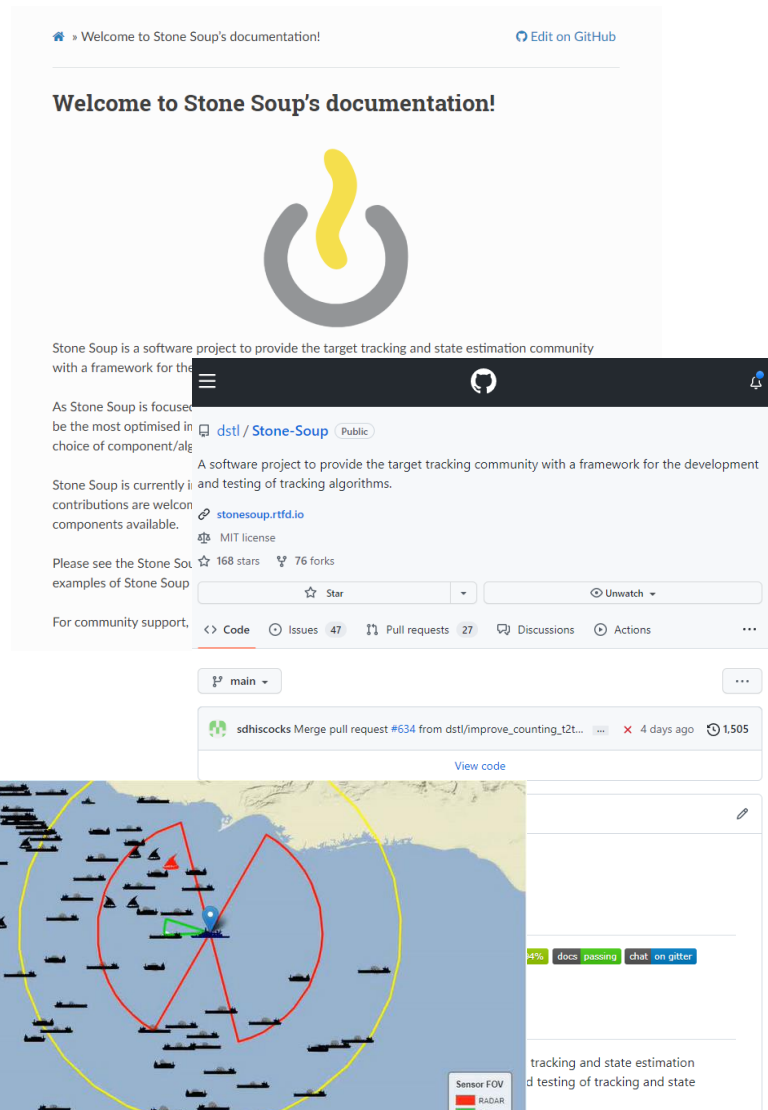 » Welcome to Stone Soup's documentation!
Edit on GitHub
Welcome to Stone Soup's documentation!
Stone Soup is a software project to provide the target tracking and state estimation community
with a framework for the
As Stone Soup is focused
be the most optimised in
choice of
Stone Soup is currently
contributions are
components available.
Please see the Stone
examples of Stone Soup
For community support,
dstl / Stone-Soup Public
A software project to provide the target tracking community with a framework for the development
and testing of tracking algorithms.
stonesoup.rtfd.io
MIT license
168 stars 76 forks
Star
Unwatch
Code Issues 47 Pull requests 27 Discussions Actions ...
main
...
sdhiscocks Merge pull request #634 from dstl/improve_counting_t2t... ... 4 days ago 1,505
View code
4% docs passing chat on gitter
tracking and state estimation
d testing of tracking and state
Sensor FOV
RADAR